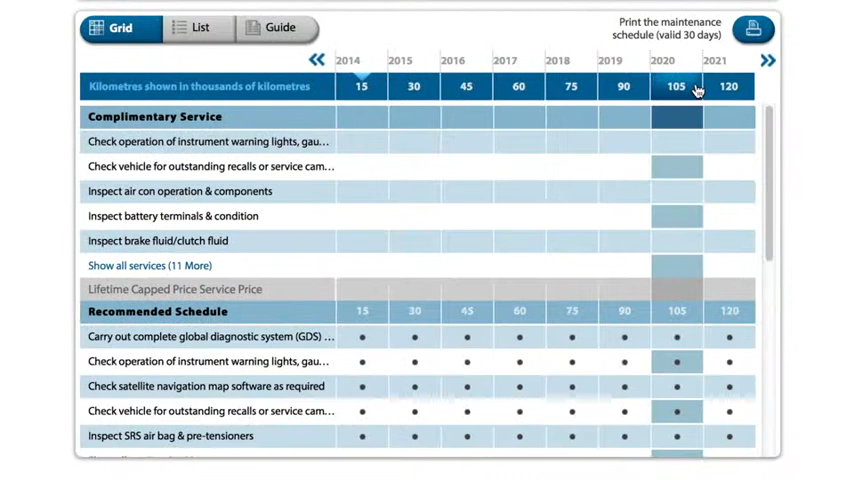 Grid
List
Guide
Print the maintenance
schedule (valid 30 days)
« 2014 2015 2016 2017 2018 2019 2020 2021 »
Kilometres shown in thousands of kilometres 15 30 45 60 75 90 105 120
Complimentary Service
Check operation of instrument warning lights, gau...
Check vehicle for outstanding recalls or service cam...
Inspect air con operation & components
Inspect battery terminals & condition
Inspect brake fluid/clutch fluid
Show all services (11 More)
Lifetime Capped Price Service Price
Recommended Schedule 15 30 45 60 75 90 105 120
Carry out complete global diagnostic system (GDS) ...
Check operation of instrument warning lights, gau...
Check satellite navigation map software as required
Check vehicle for outstanding recalls or service cam...
Inspect SRS air bag & pre-tensioners